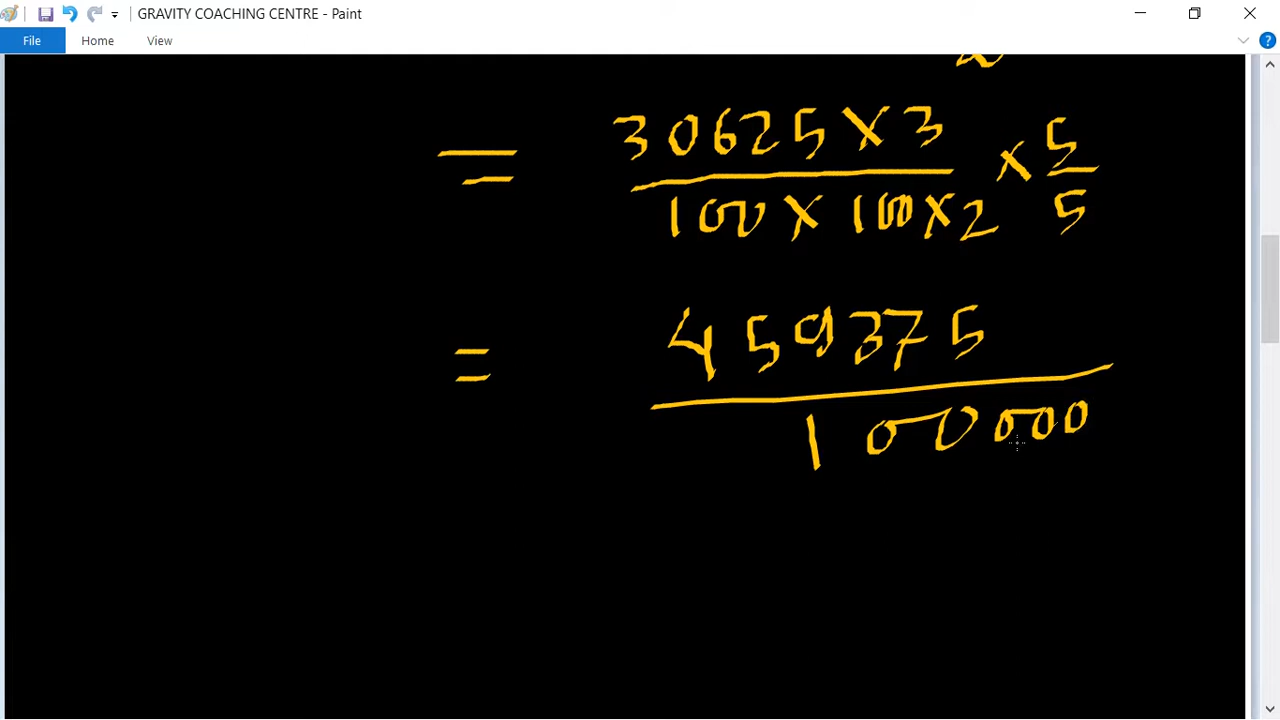 GRAVITY COACHING CENTRE - Paint
File Home View
= 30625 × 3 / 100 × 100 × 2 × 5 / 5
= 459375 / 100000